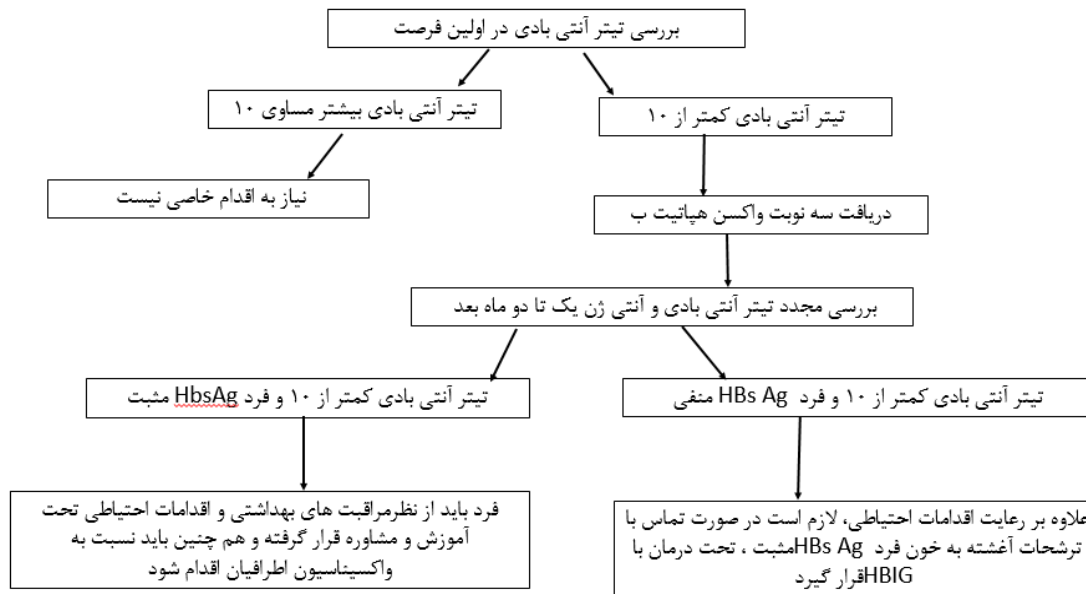 بررسی تیتر آنتی بادی در اولین فرصت
تیتر آنتی بادی کمتر از ۱۰
تیتر آنتی بادی بیشتر مساوی ۱۰
نیاز به اقدام خاصی نیست
دریافت سه نوبت واکسن هپاتیت ب
بررسی مجدد تیتر آنتی بادی و آنتی ژن یک تا دو ماه بعد
تیتر آنتی بادی کمتر از ۱۰ و فرد HBs Ag منفی
تیتر آنتی بادی کمتر از ۱۰ و فرد HbsAg مثبت
علاوه بر رعایت اقدامات احتیاطی، لازم است در صورت تماس با
ترشحات آغشته به خون فرد HBs Agمثبت ، تحت درمان با
HBIGقرار گیرد
فرد باید از نظرمراقبت های بهداشتی و اقدامات احتیاطی تحت
آموزش و مشاوره قرار گرفته و هم چنین باید نسبت به
واکسیناسیون اطرافیان اقدام شود